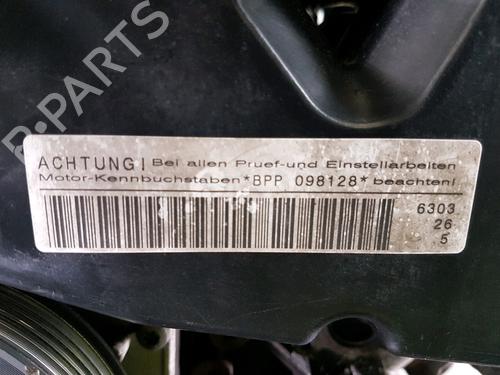 B-PARTS
ACHTUNG! Bei allen Pruef-und Einstellarbeiten
Motor-Kennbuchstaben*BPP 098128* beachten!
6303
26
5